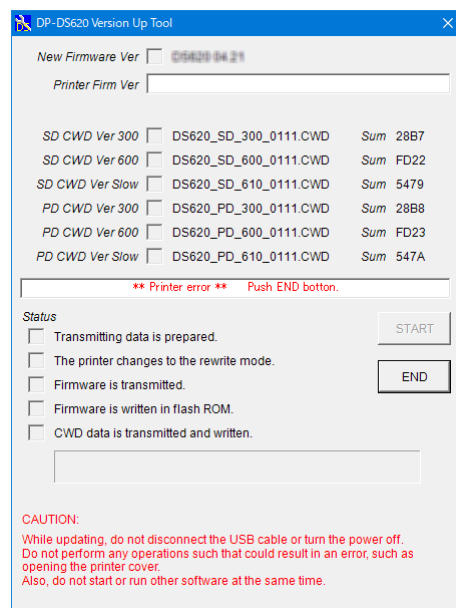 DP-DS620 Version Up Tool
New Firmware Ver DS620 04.21
Printer Firm Ver
SD CWD Ver 300 DS620_SD_300_0111.CWD Sum 28B7
SD CWD Ver 600 DS620_SD_600_0111.CWD Sum FD22
SD CWD Ver Slow DS620_SD_610_0111.CWD Sum 5479
PD CWD Ver 300 DS620_PD_300_0111.CWD Sum 28B8
PD CWD Ver 600 DS620_PD_600_0111.CWD Sum FD23
PD CWD Ver Slow DS620_PD_610_0111.CWD Sum 547A
** Printer error ** Push END botton.
Status
Transmitting data is prepared.
START
The printer changes to the rewrite mode.
END
Firmware is transmitted.
Firmware is written in flash ROM.
CWD data is transmitted and written.
CAUTION:
While updating, do not disconnect the USB cable or turn the power off.
Do not perform any operations such that could result in an error, such as
opening the printer cover.
Also, do not start or run other software at the same time.